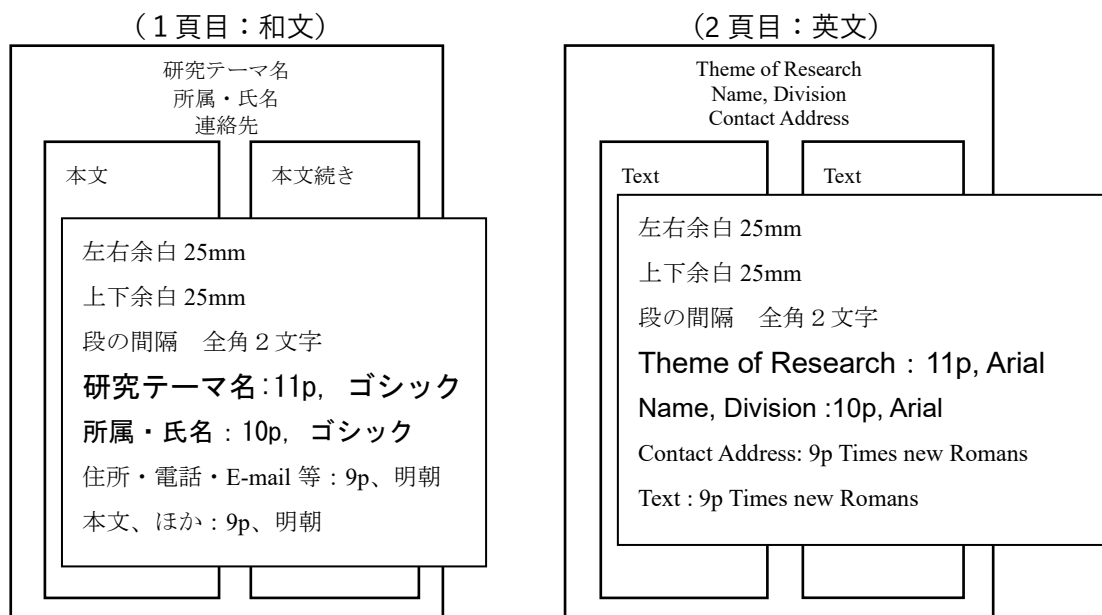 （１頁目：和文）
研究テーマ名
所属・氏名
連絡先
本文
本文続き
左右余白 25mm
上下余白 25mm
段の間隔　全角２文字
研究テーマ名：11p, ゴシック
所属・氏名：10p, ゴシック
住所・電話・E-mail 等：9p、明朝
本文、ほか：9p、明朝
（2 頁目：英文）
Theme of Research
Name, Division
Contact Address
Text
Text
左右余白 25mm
上下余白 25mm
段の間隔　全角２文字
Theme of Research：11p, Arial
Name, Division :10p, Arial
Contact Address: 9p Times new Romans
Text : 9p Times new Romans